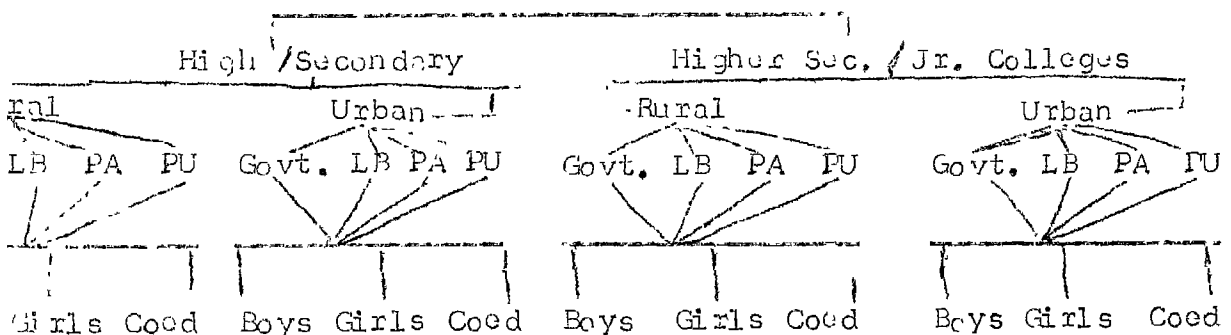 High /Secondary Higher Sec. / Jr. Colleges
ral Urban Rural Urban
LB PA PU Govt. LB PA PU Govt. LB PA PU Govt. LB PA PU
Girls Coed Boys Girls Coed Boys Girls Coed Boys Girls Coed